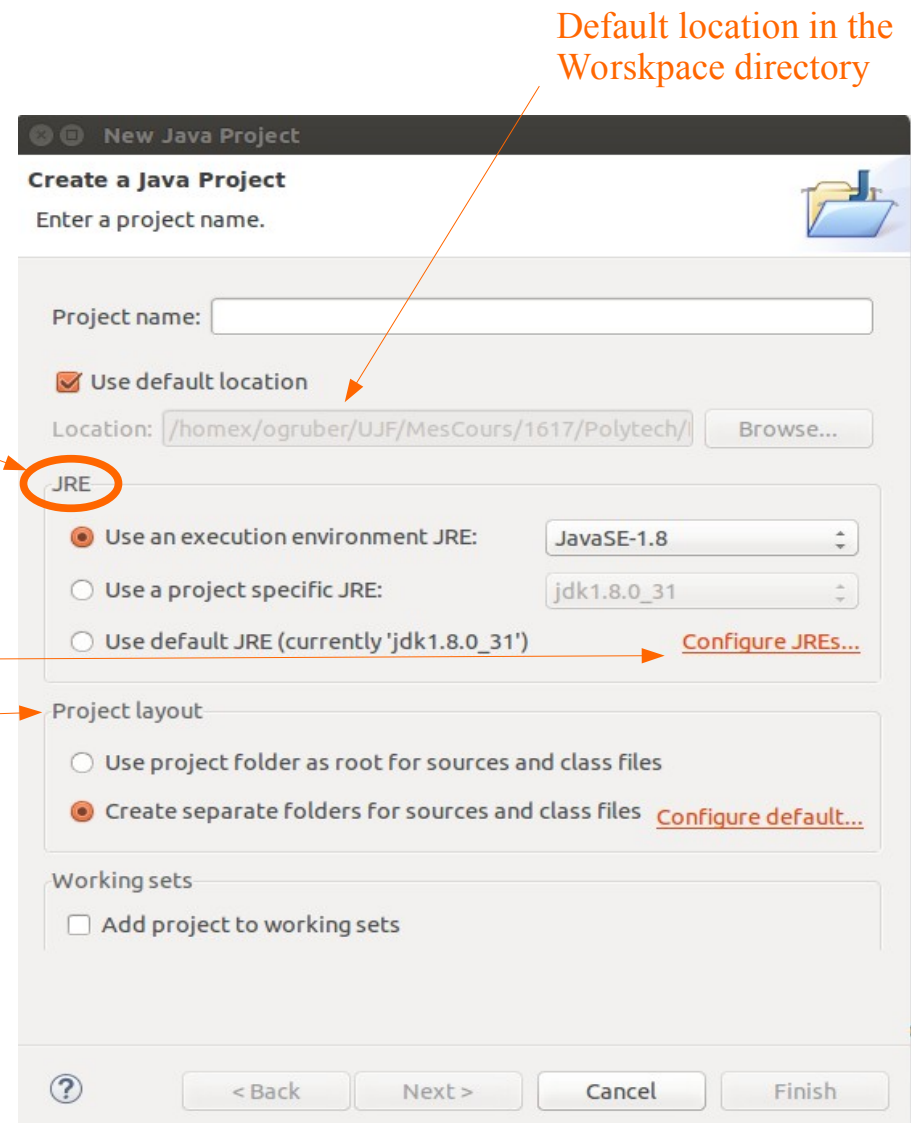 Default location in the
Worskpace directory
New Java Project
Create a Java Project
Enter a project name.
Project name:
Use default location
Location: /homex/ogruber/UJF/MesCours/1617/Polytech/ Browse...
JRE
Use an execution environment JRE: JavaSE-1.8
Use a project specific JRE: jdk1.8.0_31
Use default JRE (currently 'jdk1.8.0_31') Configure JREs...
Project layout
Use project folder as root for sources and class files
Create separate folders for sources and class files Configure default...
Working sets
Add project to working sets
? < Back Next > Cancel Finish